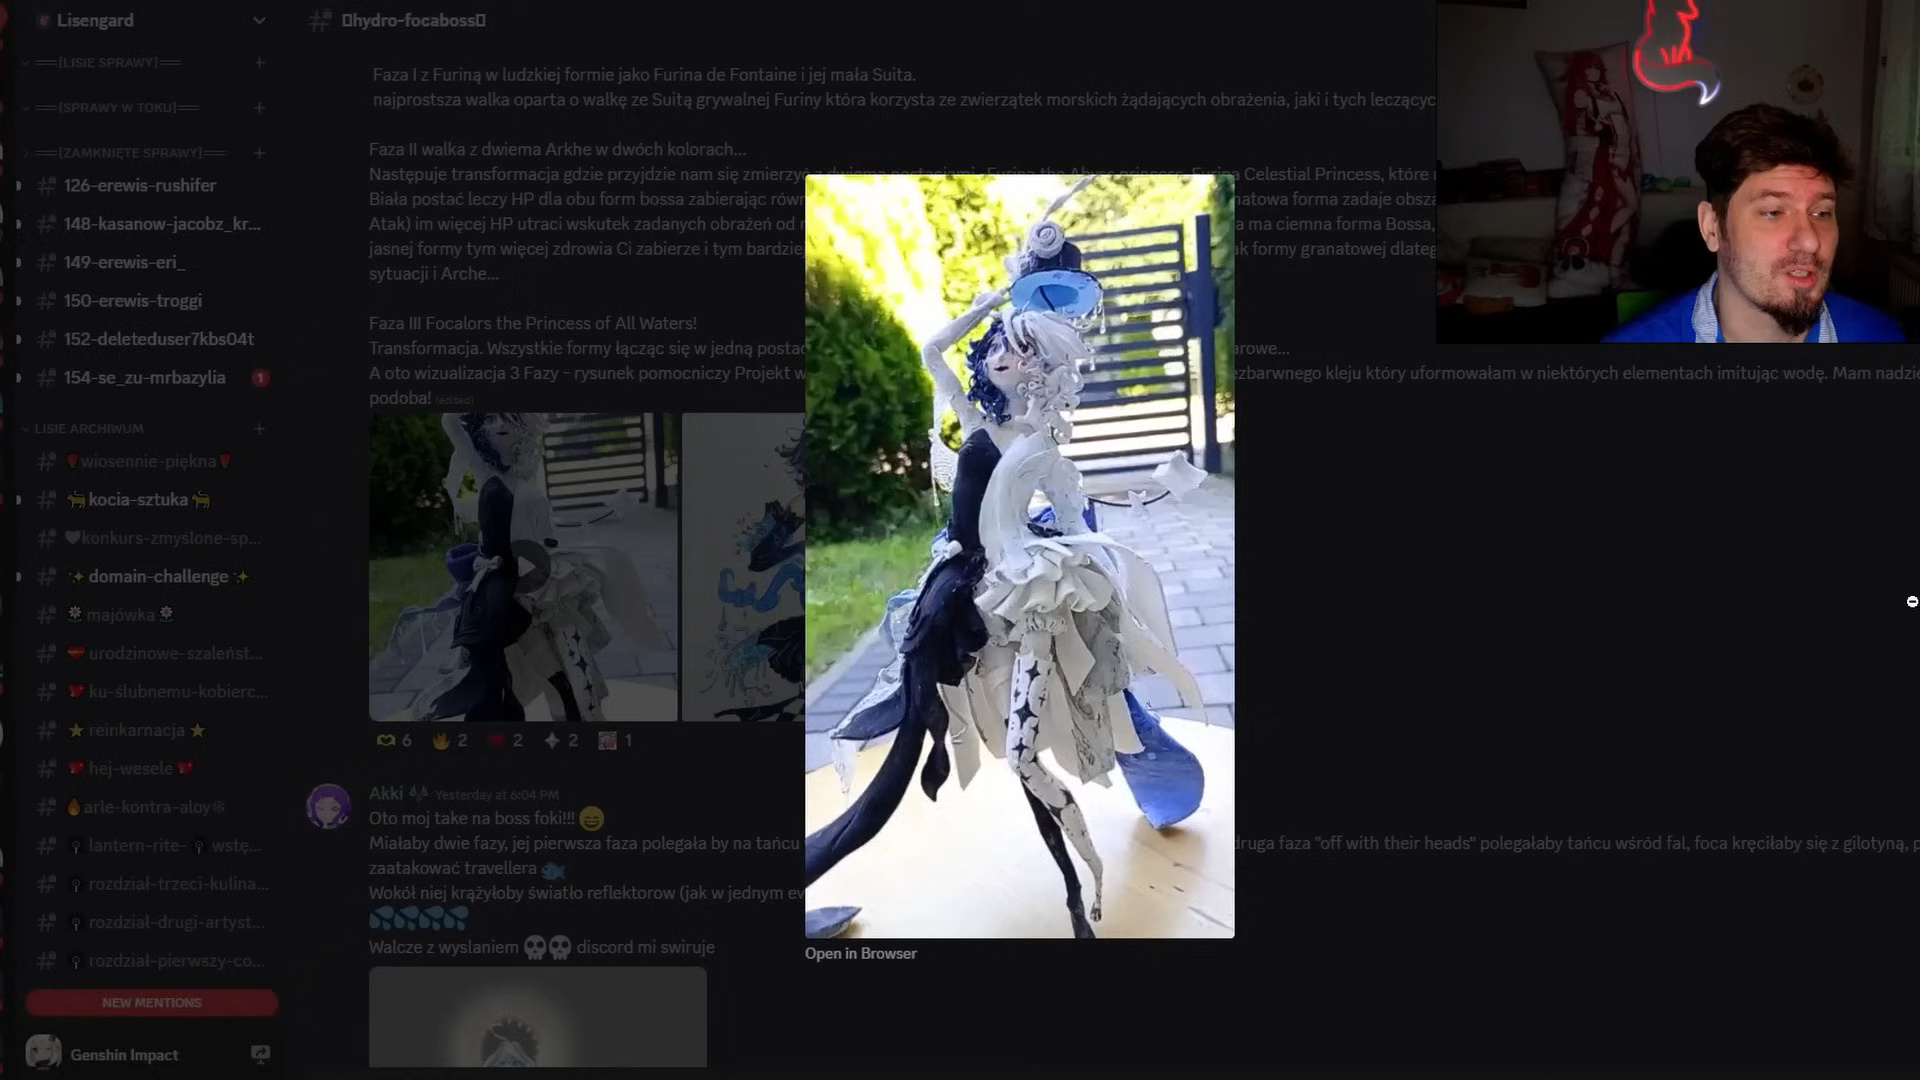 Lisengard
hydro-focaboss
==[LISIE SPRAWY]==
==[SPRAWY W TOKU]==
==[ZAMKNIĘTE SPRAWY]==
126-erewis-rushifer
148-kasanow-jacobz_kr...
149-erewis-eri_
150-erewis-troggi
152-deleteduser7kbs04t
154-se_zu-mrbazylia 1
LISIE ARCHIWUM
wiosennie-piękna
kocia-sztuka
konkurs-zmyślone-sp...
domain-challenge
majówka
urodzinowe-szaleńst...
ku-ślubnemu-kobierc...
reinkarnacja
hej-wesele
arle-kontra-aloy
lantern-rite- wstę...
rozdział-trzeci-kulina...
rozdział-drugi-artyst...
rozdział-pierwszy-co...
NEW MENTIONS
Genshin Impact
Faza I z Furiną w ludzkiej formie jako Furina de Fontaine i jej mała Suita.
najprostsza walka oparta o walkę ze Suitą grywalnej Furiny która korzysta ze zwierzątek morskich żądających obrażenia, jaki i tych leczącyc
Faza II walka z dwiema Arkhe w dwóch kolorach...
Następuje transformacja gdzie przyjdzie nam się zmierzyć z dwiema postaciami- Furina the Abyss princess, Furina Celestial Princess, które
Biała postać leczy HP dla obu form bossa zabierając równ natowa forma zadaje obsza
Atak) im więcej HP utraci wskutek zadanych obrażeń od a ma ciemna forma Bossa,
jasnej formy tym więcej zdrowia Ci zabierze i tym bardzie ak formy granatowej dlateg
sytuacji i Arche...
Faza III Focalors the Princess of All Waters!
Transformacja. Wszystkie formy łącząc się w jedną postać arowe...
A oto wizualizacja 3 Fazy - rysunek pomocniczy Projekt w ezbarwnego kleju który uformowałam w niektórych elementach imitując wodę. Mam nadzie
podoba! (edited)
6 2 2 2 1
Akki Yesterday at 6:04 PM
Oto moj take na boss foki!!!
Miałaby dwie fazy, jej pierwsza faza polegała by na tańcu druga faza "off with their heads" polegałaby tańcu wśród fal, foca kręciłaby się z gilotyną, p
zaatakować travellera
Wokół niej krążyłoby światło reflektorow (jak w jednym ev
Walcze z wyslaniem discord mi swiruje
Open in Browser